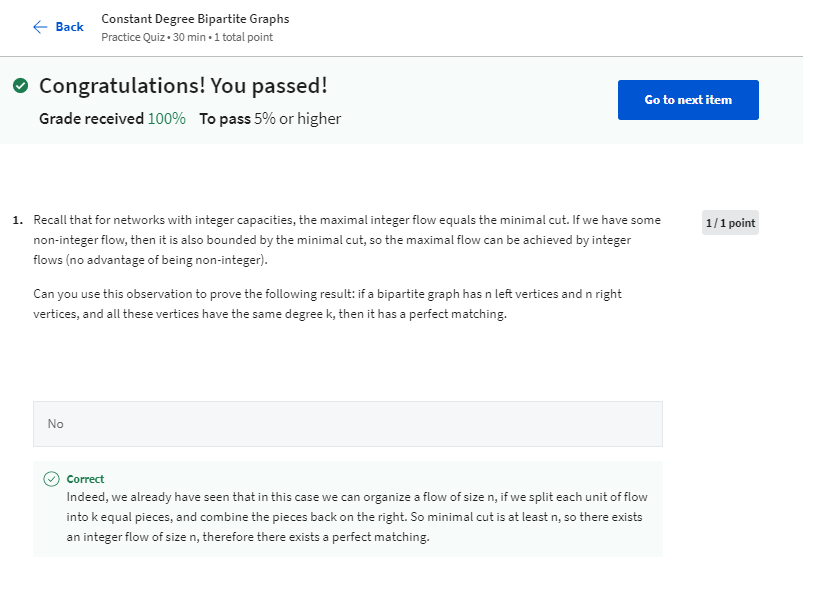 Back
Constant Degree Bipartite Graphs
Practice Quiz • 30 min • 1 total point
Congratulations! You passed!
Grade received 100% To pass 5% or higher
Go to next item
1. Recall that for networks with integer capacities, the maximal integer flow equals the minimal cut. If we have some
1 / 1 point
non-integer flow, then it is also bounded by the minimal cut, so the maximal flow can be achieved by integer
flows (no advantage of being non-integer).
Can you use this observation to prove the following result: if a bipartite graph has n left vertices and n right
vertices, and all these vertices have the same degree k, then it has a perfect matching.
No
Correct
Indeed, we already have seen that in this case we can organize a flow of size n, if we split each unit of flow
into k equal pieces, and combine the pieces back on the right. So minimal cut is at least n, so there exists
an integer flow of size n, therefore there exists a perfect matching.